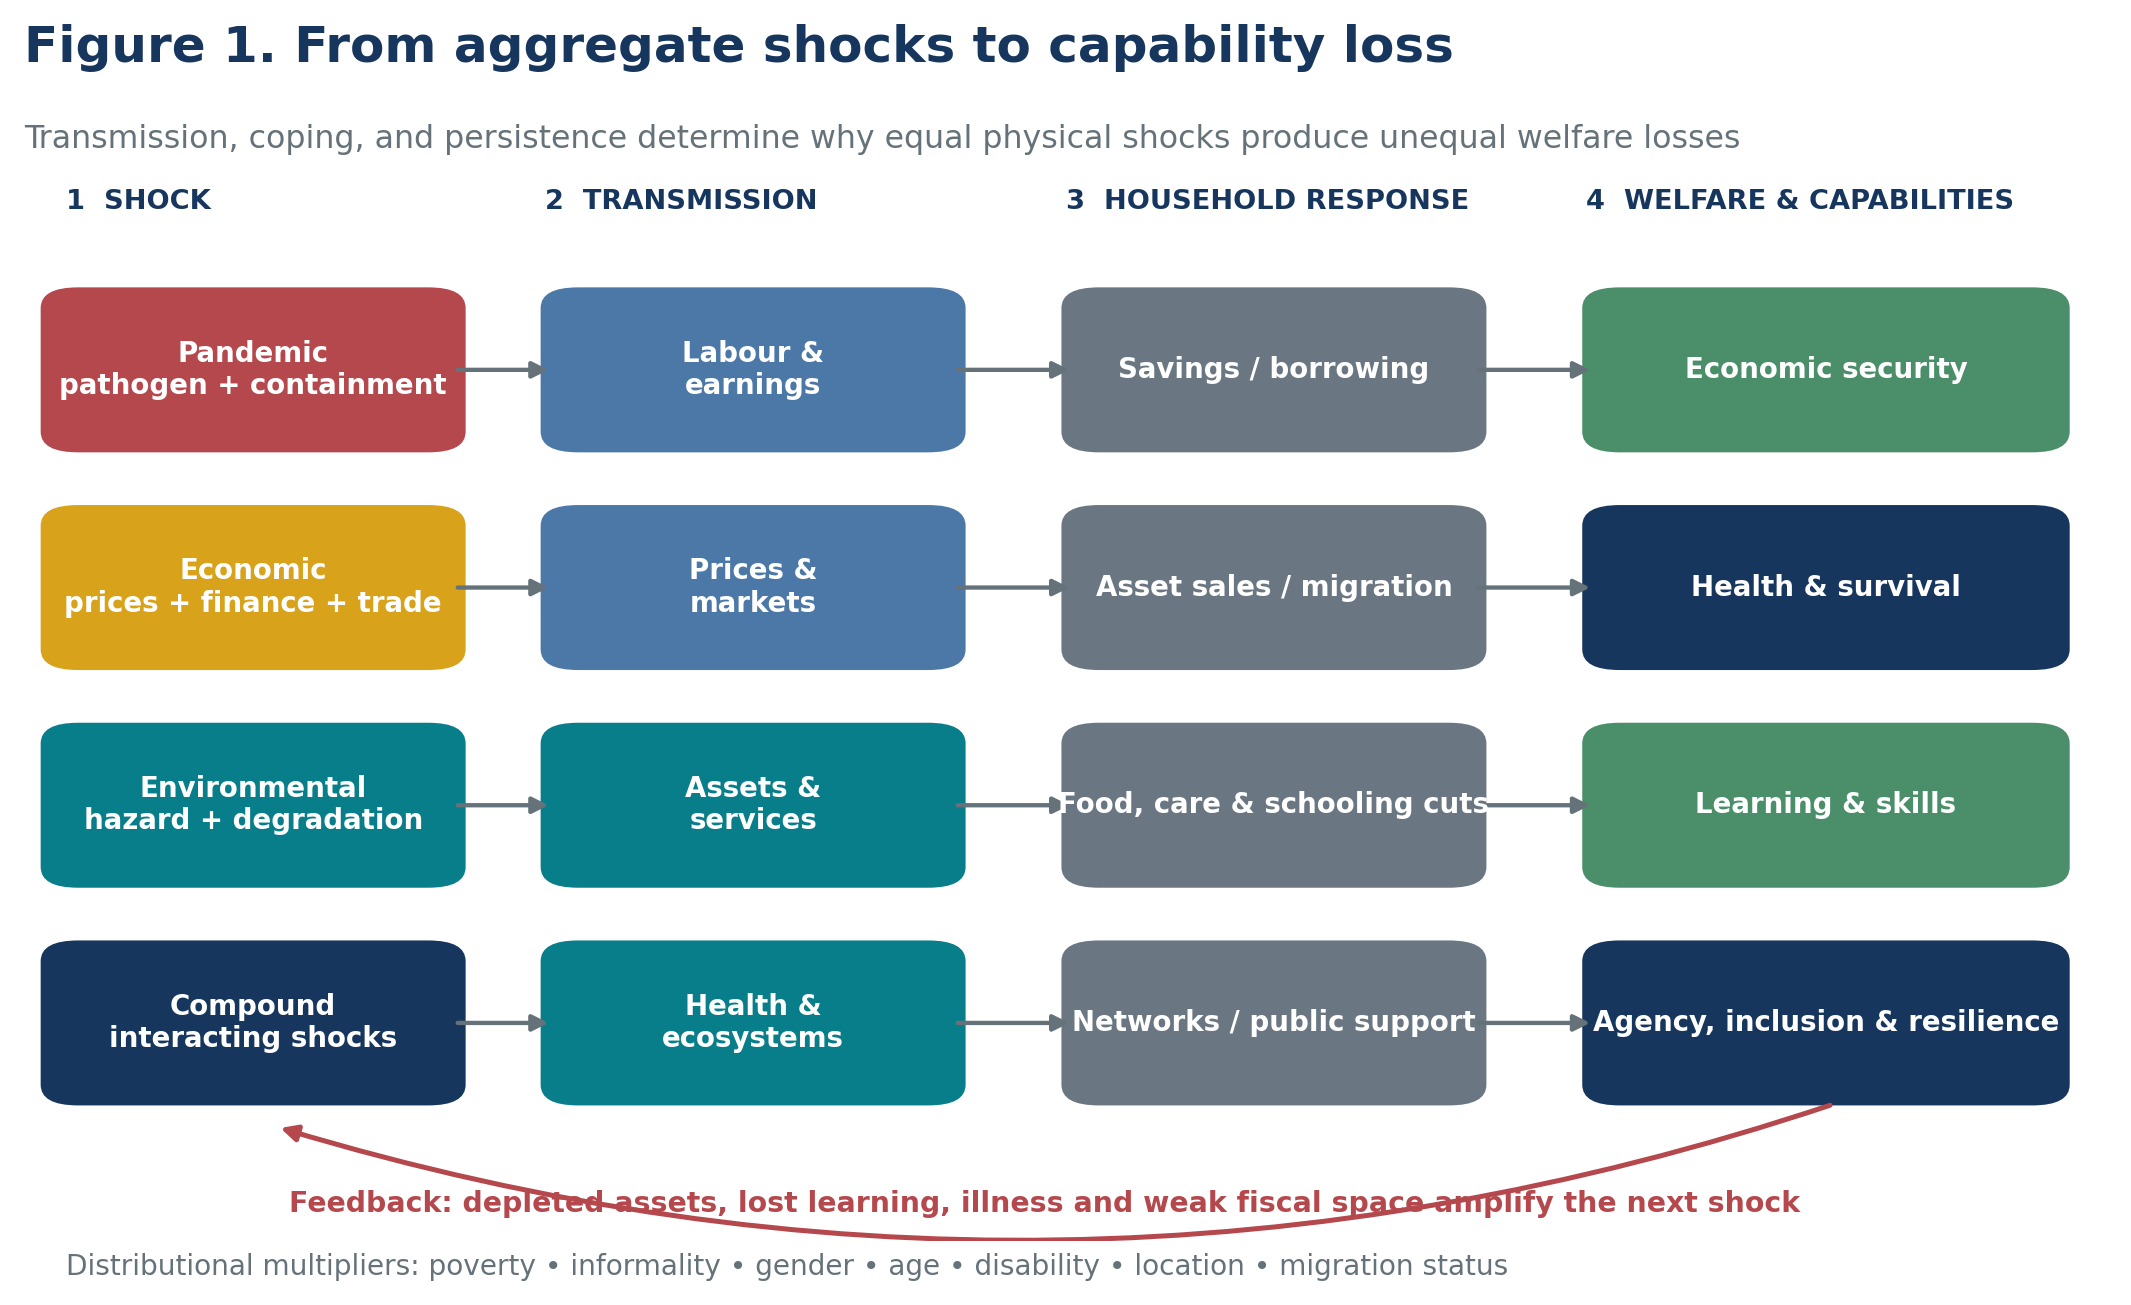 Figure 1. From aggregate shocks to capability loss
Transmission, coping, and persistence determine why equal physical shocks produce unequal welfare losses
1 SHOCK
2 TRANSMISSION
3 HOUSEHOLD RESPONSE
4 WELFARE & CAPABILITIES
Pandemic
pathogen + containment
Labour &
earnings
Savings / borrowing
Economic security
Economic
prices + finance + trade
Prices &
markets
Asset sales / migration
Health & survival
Environmental
hazard + degradation
Assets &
services
Food, care & schooling cuts
Learning & skills
Compound
interacting shocks
Health &
ecosystems
Networks / public support
Agency, inclusion & resilience
Feedback: depleted assets, lost learning, illness and weak fiscal space amplify the next shock
Distributional multipliers: poverty • informality • gender • age • disability • location • migration status